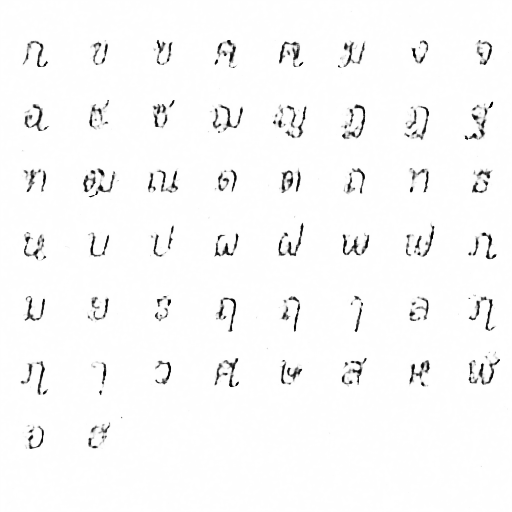 ก ข ฃ ค ฅ ฆ ง จ
ฉ ช ซ ฌ ญ ฎ ฏ ฐ
ฑ ฒ ณ ด ต ถ ท ธ
น บ ป ผ ฝ พ ฟ ภ
ม ย ร ฤ ฤ ๅ ล ฦ
ฦ ๅ ว ศ ษ ส ห ฬ
อ ฮ